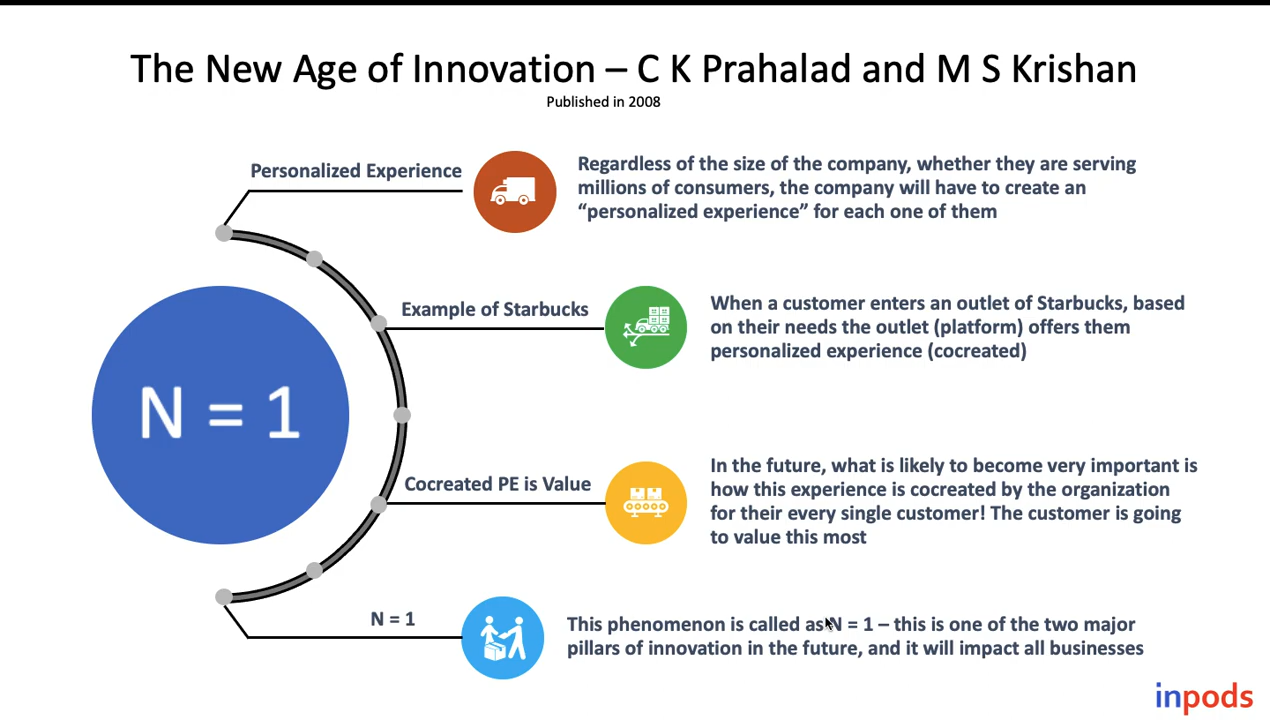 The New Age of Innovation – C K Prahalad and M S Krishan
Published in 2008
Personalized Experience
Regardless of the size of the company, whether they are serving
millions of consumers, the company will have to create an
“personalized experience” for each one of them
Example of Starbucks
When a customer enters an outlet of Starbucks, based
on their needs the outlet (platform) offers them
personalized experience (cocreated)
N = 1
Cocreated PE is Value
In the future, what is likely to become very important is
how this experience is cocreated by the organization
for their every single customer! The customer is going
to value this most
N = 1
This phenomenon is called as N = 1 – this is one of the two major
pillars of innovation in the future, and it will impact all businesses
inpods